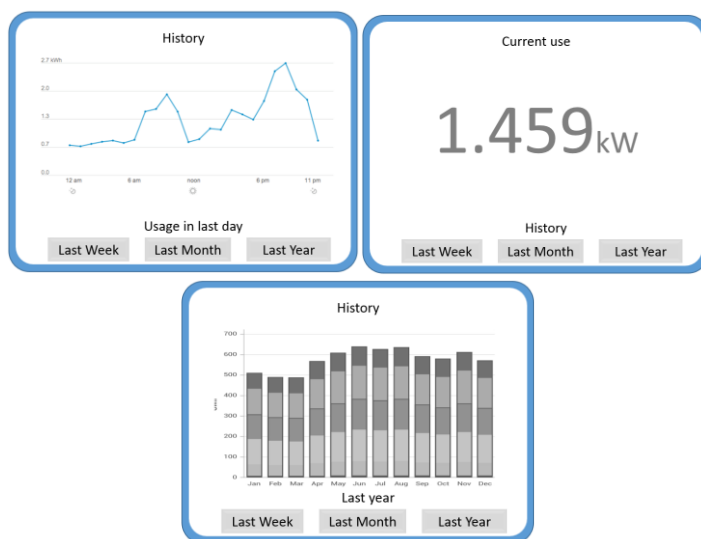 History
2.7 kWh
2.0
1.3
0.7
0.0
12 am
6 am
noon
6 pm
11 pm
Usage in last day
Last Week
Last Month
Last Year
Current use
1.459kW
History
Last Week
Last Month
Last Year
History
700
600
500
400
300
200
100
0
Jan Feb Mar Apr May Jun Jul Aug Sep Oct Nov Dec
Last year
Last Week
Last Month
Last Year